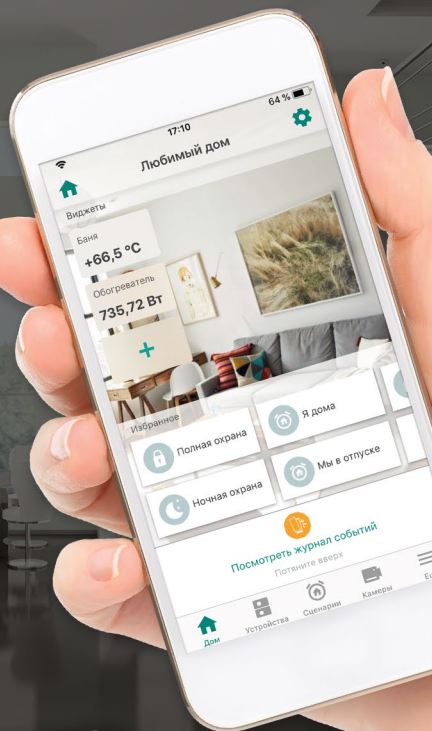 17:10
64 %
Любимый дом
Виджеты
Баня
+66,5 °C
Обогреватель
735,72 Вт
+
Избранное
Полная охрана
Я дома
Ночная охрана
Мы в отпуске
Посмотреть журнал событий
Потяните вверх
Дом
Устройства
Сценарии
Камеры